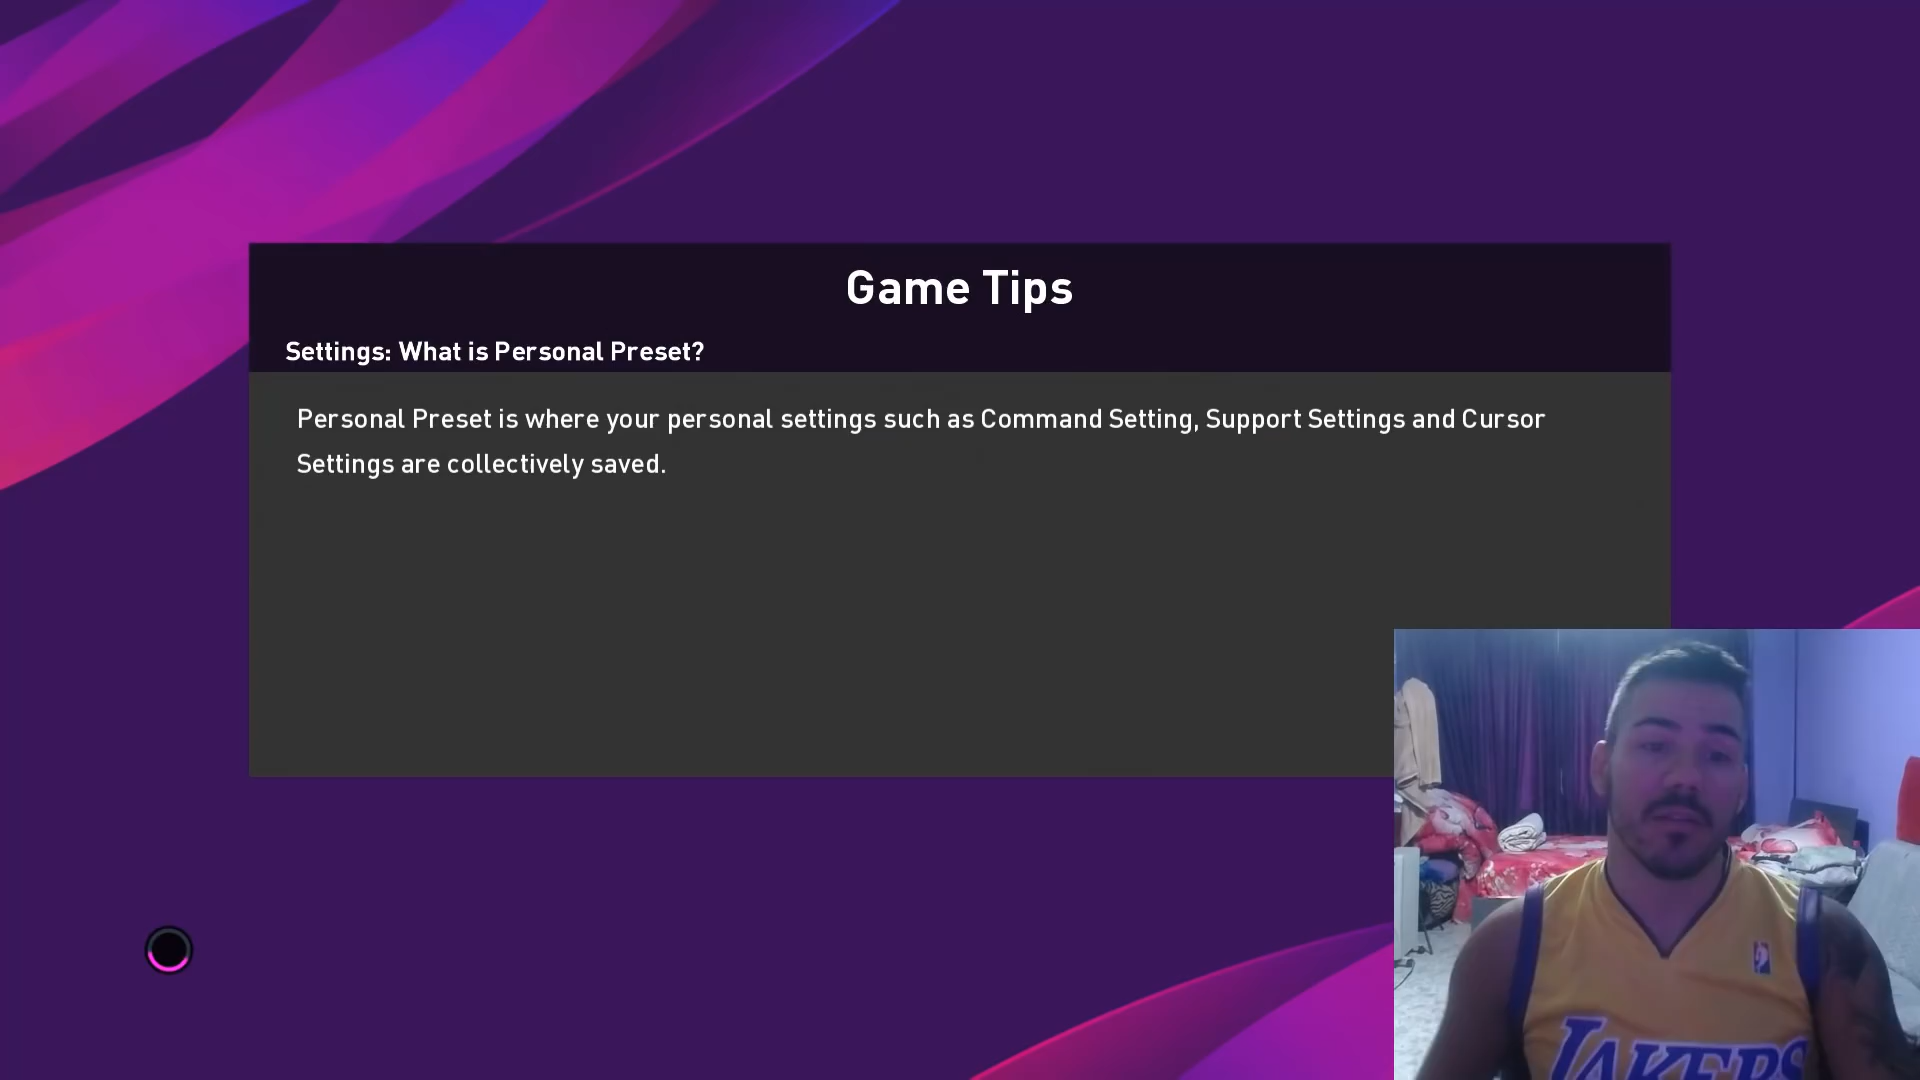 Game Tips
Settings: What is Personal Preset?
Personal Preset is where your personal settings such as Command Setting, Support Settings and Cursor
Settings are collectively saved.
LAKERS